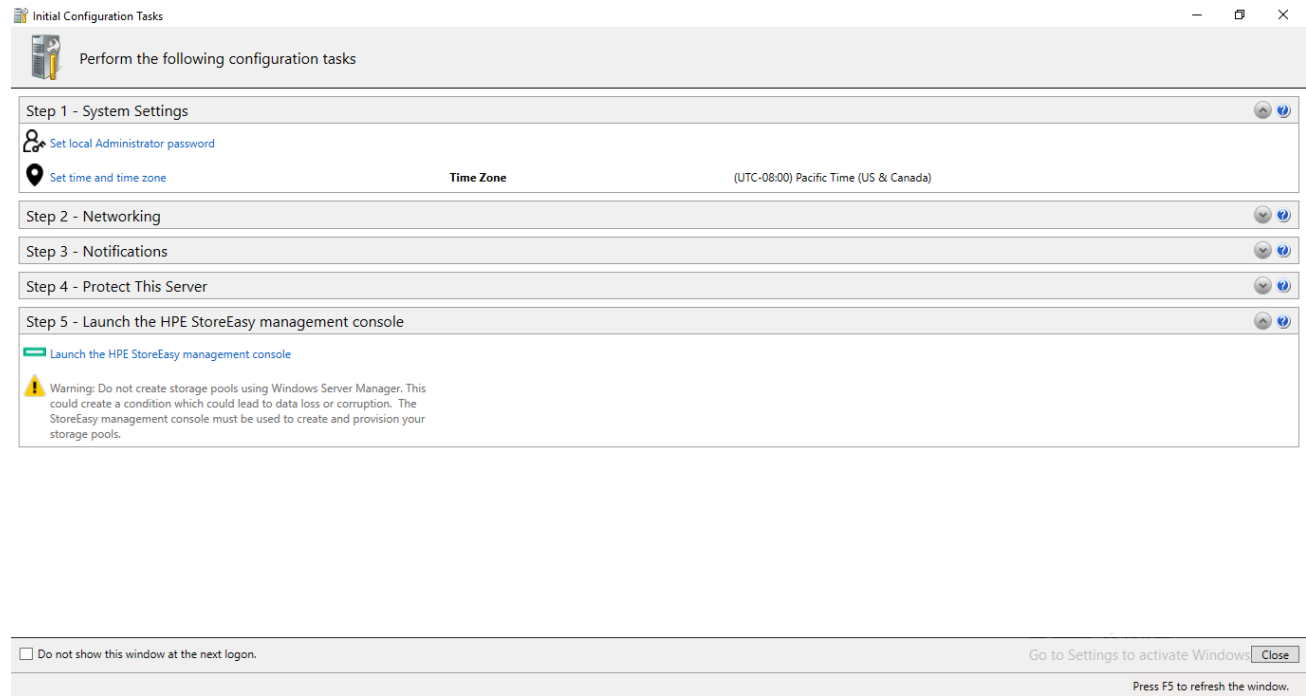 Initial Configuration Tasks
Perform the following configuration tasks
Step 1 - System Settings
Set local Administrator password
Set time and time zone
Time Zone
(UTC-08:00) Pacific Time (US & Canada)
Step 2 - Networking
Step 3 - Notifications
Step 4 - Protect This Server
Step 5 - Launch the HPE StoreEasy management console
Launch the HPE StoreEasy management console
Warning: Do not create storage pools using Windows Server Manager. This
could create a condition which could lead to data loss or corruption. The
StoreEasy management console must be used to create and provision your
storage pools.
Do not show this window at the next logon.
Go to Settings to activate Windows
Close
Press F5 to refresh the window.